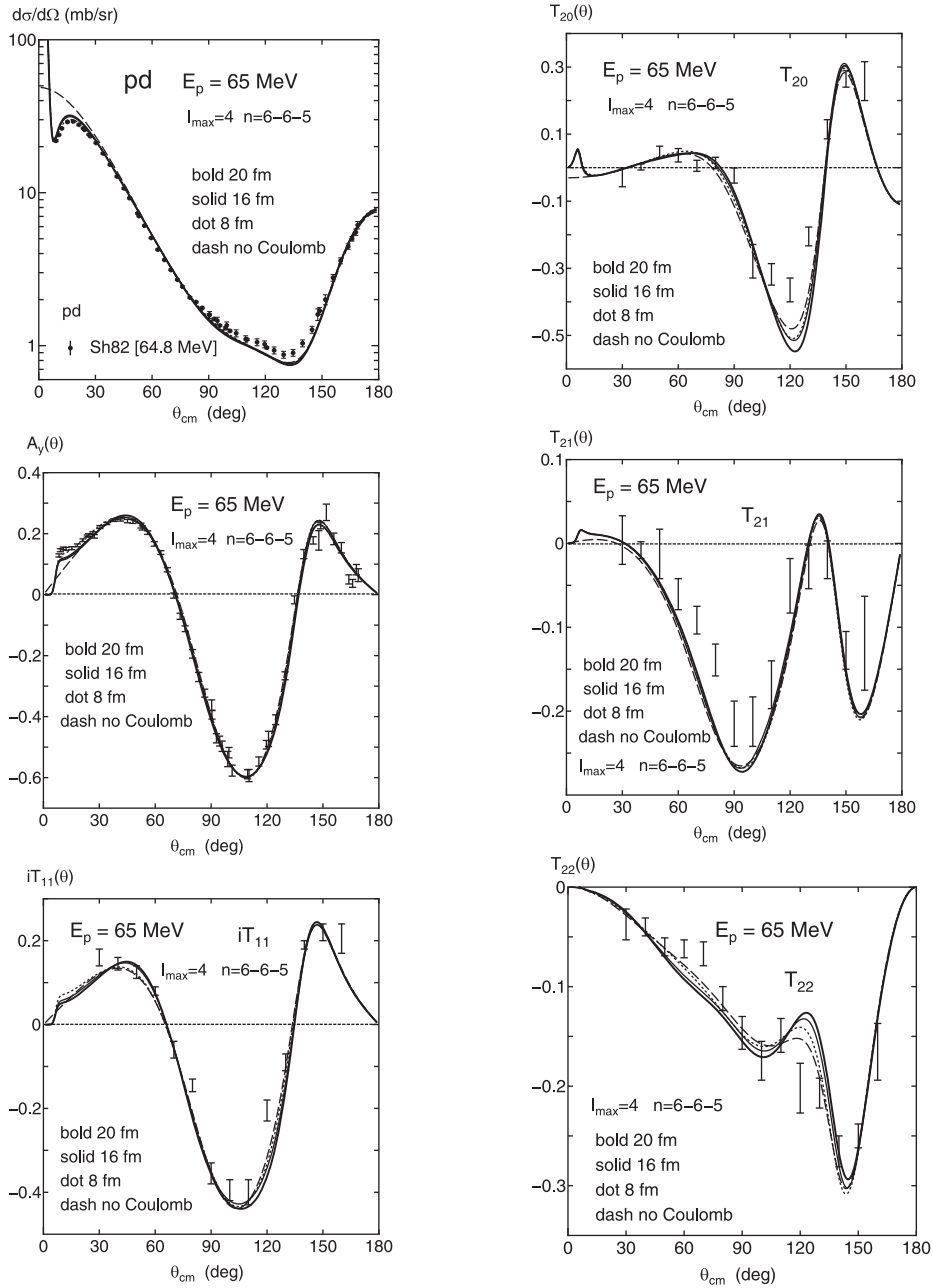 dσ/dΩ (mb/sr)
100
10
1
pd
E_p = 65 MeV
I_max=4 n=6–6–5
bold 20 fm
solid 16 fm
dot 8 fm
dash no Coulomb
pd
Sh82 [64.8 MeV]
0 30 60 90 120 150 180
θ_cm (deg)
T_20(θ)
0.3
0
−0.1
−0.3
−0.5
E_p = 65 MeV
T_20
I_max=4 n=6–6–5
bold 20 fm
solid 16 fm
dot 8 fm
dash no Coulomb
0 30 60 90 120 150 180
θ_cm (deg)
A_y(θ)
0.4
0.2
0
−0.2
−0.4
−0.6
E_p = 65 MeV
I_max=4 n=6–6–5
bold 20 fm
solid 16 fm
dot 8 fm
dash no Coulomb
0 30 60 90 120 150 180
θ_cm (deg)
T_21(θ)
0.1
0
−0.1
−0.2
E_p = 65 MeV
T_21
bold 20 fm
solid 16 fm
dot 8 fm
dash no Coulomb
I_max=4 n=6–6–5
0 30 60 90 120 150 180
θ_cm (deg)
iT_11(θ)
0.2
0
−0.2
−0.4
E_p = 65 MeV
iT_11
I_max=4 n=6–6–5
bold 20 fm
solid 16 fm
dot 8 fm
dash no Coulomb
0 30 60 90 120 150 180
θ_cm (deg)
T_22(θ)
0
−0.1
−0.2
−0.3
E_p = 65 MeV
T_22
I_max=4 n=6–6–5
bold 20 fm
solid 16 fm
dot 8 fm
dash no Coulomb
0 30 60 90 120 150 180
θ_cm (deg)